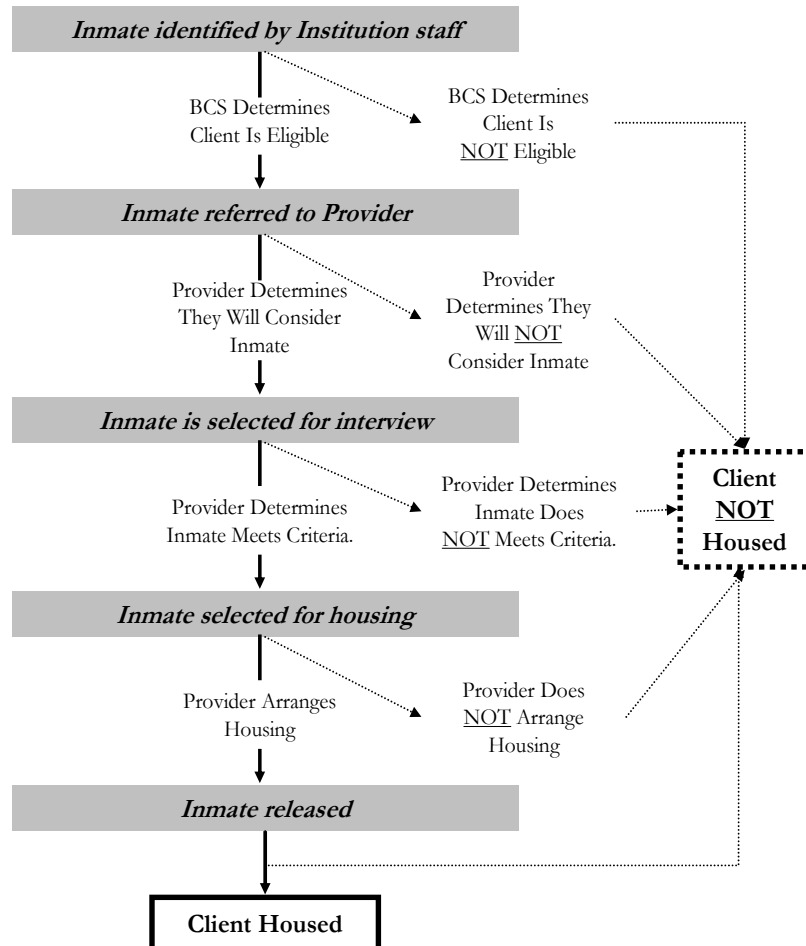 Inmate identified by Institution staff
BCS Determines
Client Is Eligible
BCS Determines
Client Is
NOT Eligible
Inmate referred to Provider
Provider Determines
They Will Consider
Inmate
Provider
Determines They
Will NOT
Consider Inmate
Inmate is selected for interview
Provider Determines
Inmate Meets Criteria.
Provider Determines
Inmate Does
NOT Meets Criteria.
Client
NOT
Housed
Inmate selected for housing
Provider Arranges
Housing
Provider Does
NOT Arrange
Housing
Inmate released
Client Housed